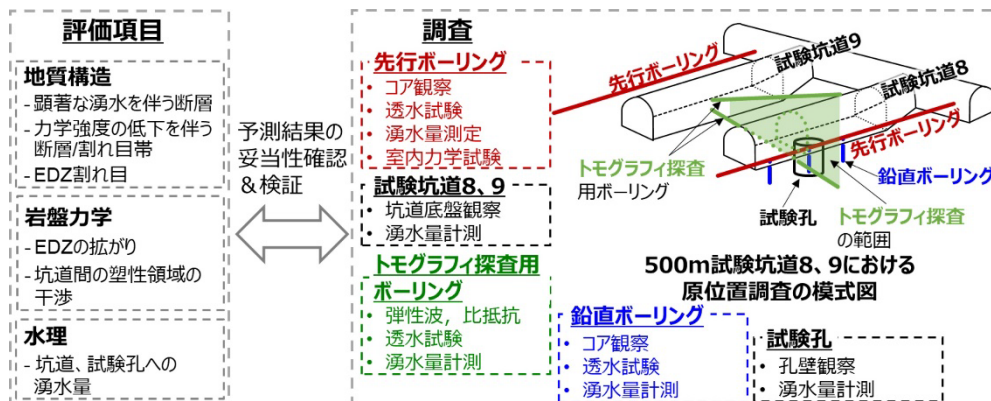 評価項目
地質構造
-顕著な湧水を伴う断層
-力学強度の低下を伴う
断層/割れ目帯
-EDZ割れ目
岩盤力学
-EDZの拡がり
-坑道間の塑性領域の
干渉
水理
-坑道、試験孔への
湧水量
予測結果の
妥当性確認
&検証
調査
先行ボーリング
• コア観察
• 透水試験
• 湧水量測定
• 室内力学試験
試験坑道8、9
• 坑道底盤観察
• 湧水量計測
トモグラフィ探査用
ボーリング
• 弾性波，比抵抗
• 透水試験
• 湧水量計測
先行ボーリング
試験坑道9
試験坑道8
先行ボーリング
トモグラフィ探査
用ボーリング
鉛直ボーリング
試験孔
トモグラフィ探査
の範囲
500m試験坑道8、9における
原位置調査の模式図
鉛直ボーリング
• コア観察
• 透水試験
• 湧水量計測
試験孔
• 孔壁観察
• 湧水量計測